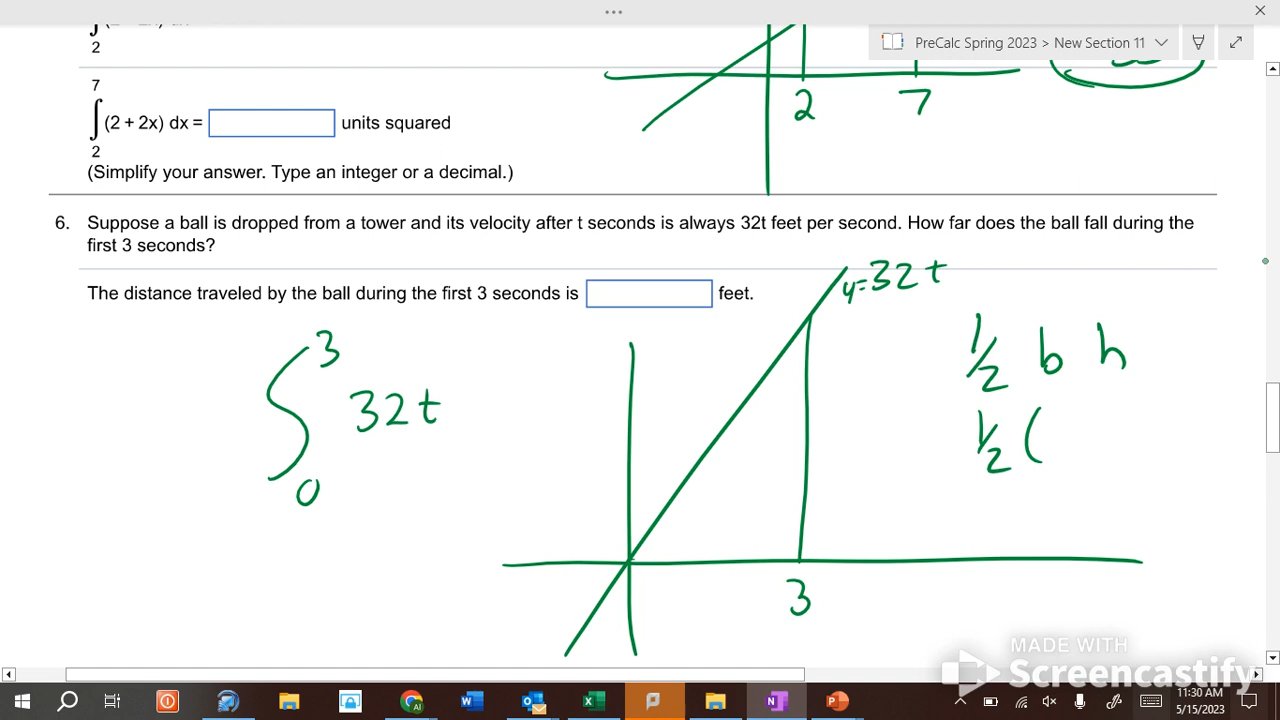 2
2
7
PreCalc Spring 2023 > New Section 11
7
∫ (2 + 2x) dx = units squared
2
(Simplify your answer. Type an integer or a decimal.)
6. Suppose a ball is dropped from a tower and its velocity after t seconds is always 32t feet per second. How far does the ball fall during the
first 3 seconds?
The distance traveled by the ball during the first 3 seconds is feet.
y=32t
3
∫ 32t
0
1/2 b h
1/2 (
3
MADE WITH
Screencastify
11:30 AM
5/15/2023